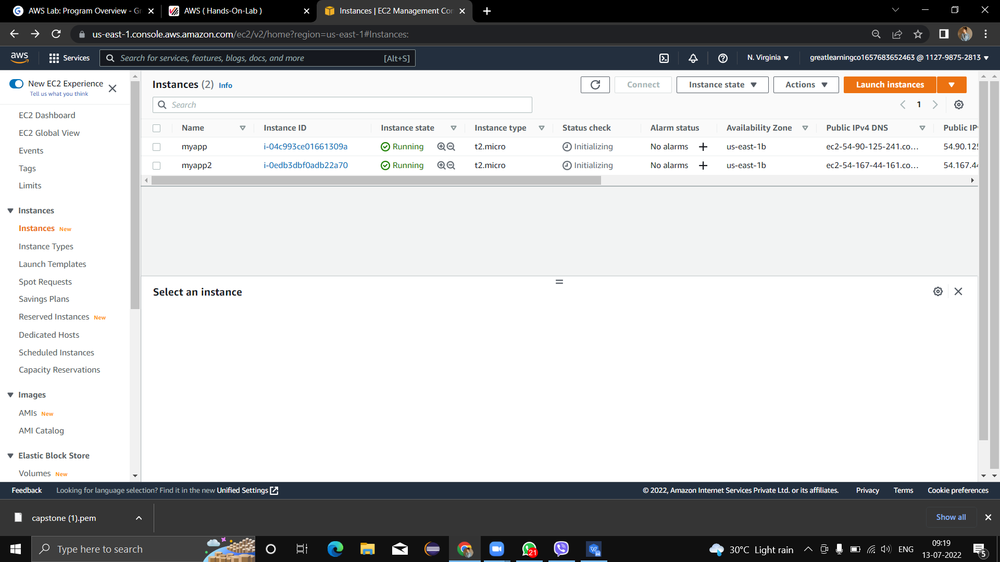 AWS Lab: Program Overview - Gr
AWS ( Hands-On-Lab )
Instances | EC2 Management Con
us-east-1.console.aws.amazon.com/ec2/v2/home?region=us-east-1#Instances:
aws
Services
Search for services, features, blogs, docs, and more
[Alt+S]
N. Virginia
greatlearningco1657683652463 @ 1127-9875-2813
New EC2 Experience
Tell us what you think
EC2 Dashboard
EC2 Global View
Events
Tags
Limits
Instances
Instances New
Instance Types
Launch Templates
Spot Requests
Savings Plans
Reserved Instances New
Dedicated Hosts
Scheduled Instances
Capacity Reservations
Images
AMIs New
AMI Catalog
Elastic Block Store
Volumes New
Instances (2) Info
Connect
Instance state
Actions
Launch instances
Search
1
Name Instance ID Instance state Instance type Status check Alarm status Availability Zone Public IPv4 DNS Public IP
myapp i-04c993ce01661309a Running t2.micro Initializing No alarms + us-east-1b ec2-54-90-125-241.co... 54.90.125
myapp2 i-0edb3dbf0adb22a70 Running t2.micro Initializing No alarms + us-east-1b ec2-54-167-44-161.co... 54.167.4
Select an instance
Feedback
Looking for language selection? Find it in the new Unified Settings
© 2022, Amazon Internet Services Private Ltd. or its affiliates.
Privacy
Terms
Cookie preferences
capstone (1).pem
Show all
Type here to search
21
30°C Light rain
ENG
09:19
13-07-2022
5